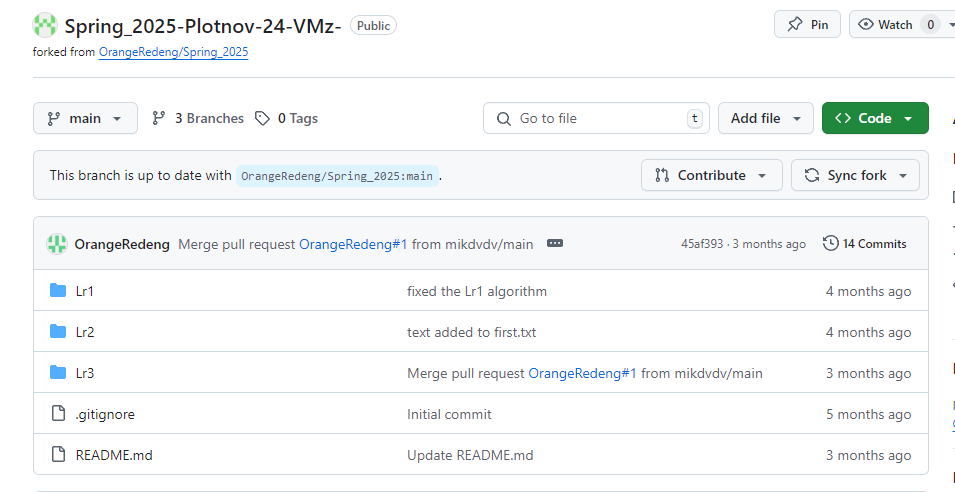 Spring_2025-Plotnov-24-VMz- Public
Pin
Watch 0
forked from OrangeRedeng/Spring_2025
main
3 Branches
0 Tags
Go to file t
Add file
Code
This branch is up to date with OrangeRedeng/Spring_2025:main .
Contribute
Sync fork
OrangeRedeng Merge pull request OrangeRedeng#1 from mikdvdv/main 45af393 · 3 months ago 14 Commits
Lr1 fixed the Lr1 algorithm 4 months ago
Lr2 text added to first.txt 4 months ago
Lr3 Merge pull request OrangeRedeng#1 from mikdvdv/main 3 months ago
.gitignore Initial commit 5 months ago
README.md Update README.md 3 months ago